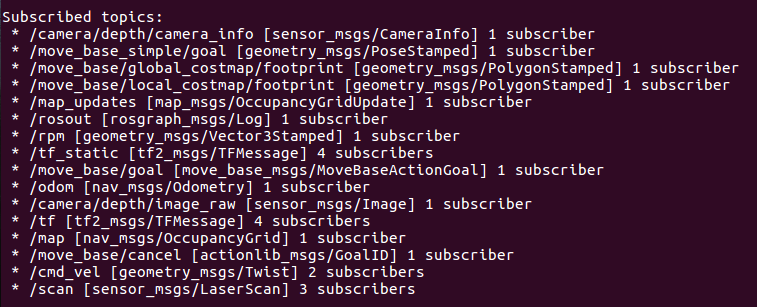 Subscribed topics:
 * /camera/depth/camera_info [sensor_msgs/CameraInfo] 1 subscriber
 * /move_base_simple/goal [geometry_msgs/PoseStamped] 1 subscriber
 * /move_base/global_costmap/footprint [geometry_msgs/PolygonStamped] 1 subscriber
 * /move_base/local_costmap/footprint [geometry_msgs/PolygonStamped] 1 subscriber
 * /map_updates [map_msgs/OccupancyGridUpdate] 1 subscriber
 * /rosout [rosgraph_msgs/Log] 1 subscriber
 * /rpm [geometry_msgs/Vector3Stamped] 1 subscriber
 * /tf_static [tf2_msgs/TFMessage] 4 subscribers
 * /move_base/goal [move_base_msgs/MoveBaseActionGoal] 1 subscriber
 * /odom [nav_msgs/Odometry] 1 subscriber
 * /camera/depth/image_raw [sensor_msgs/Image] 1 subscriber
 * /tf [tf2_msgs/TFMessage] 4 subscribers
 * /map [nav_msgs/OccupancyGrid] 1 subscriber
 * /move_base/cancel [actionlib_msgs/GoalID] 1 subscriber
 * /cmd_vel [geometry_msgs/Twist] 2 subscribers
 * /scan [sensor_msgs/LaserScan] 3 subscribers